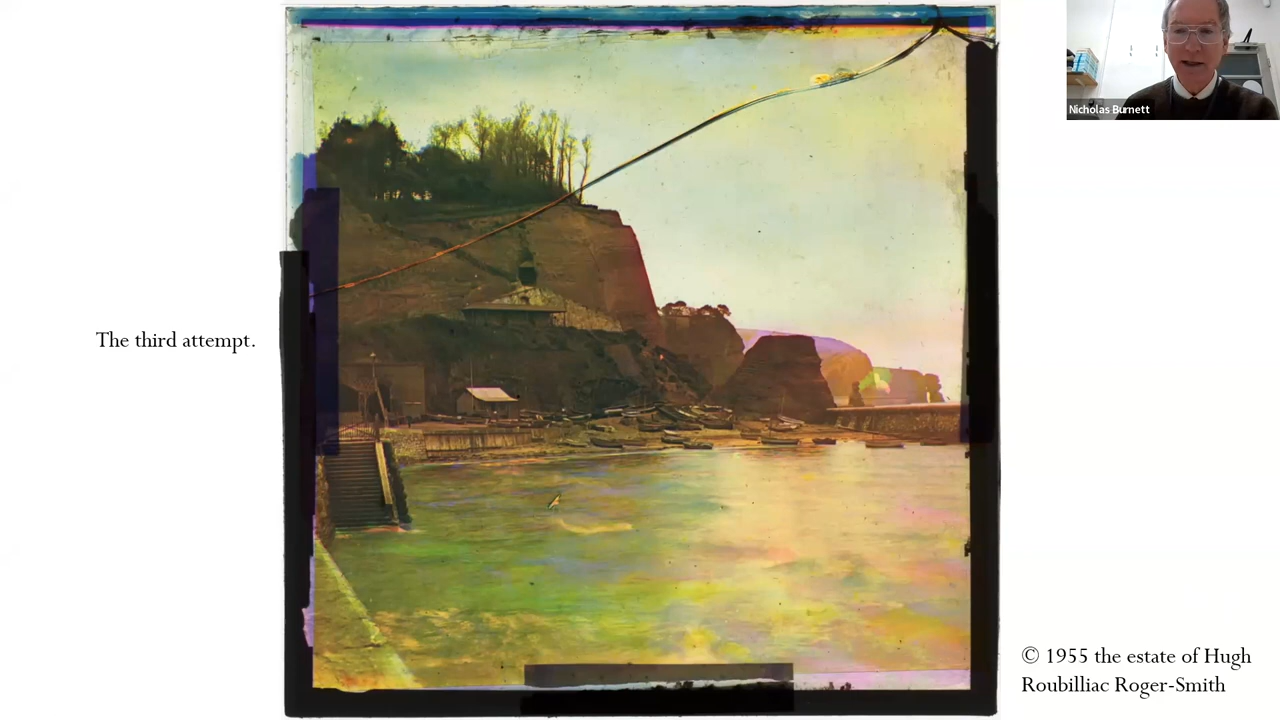 Nicholas Burnett
The third attempt.
© 1955 the estate of Hugh
Roubilliac Roger-Smith